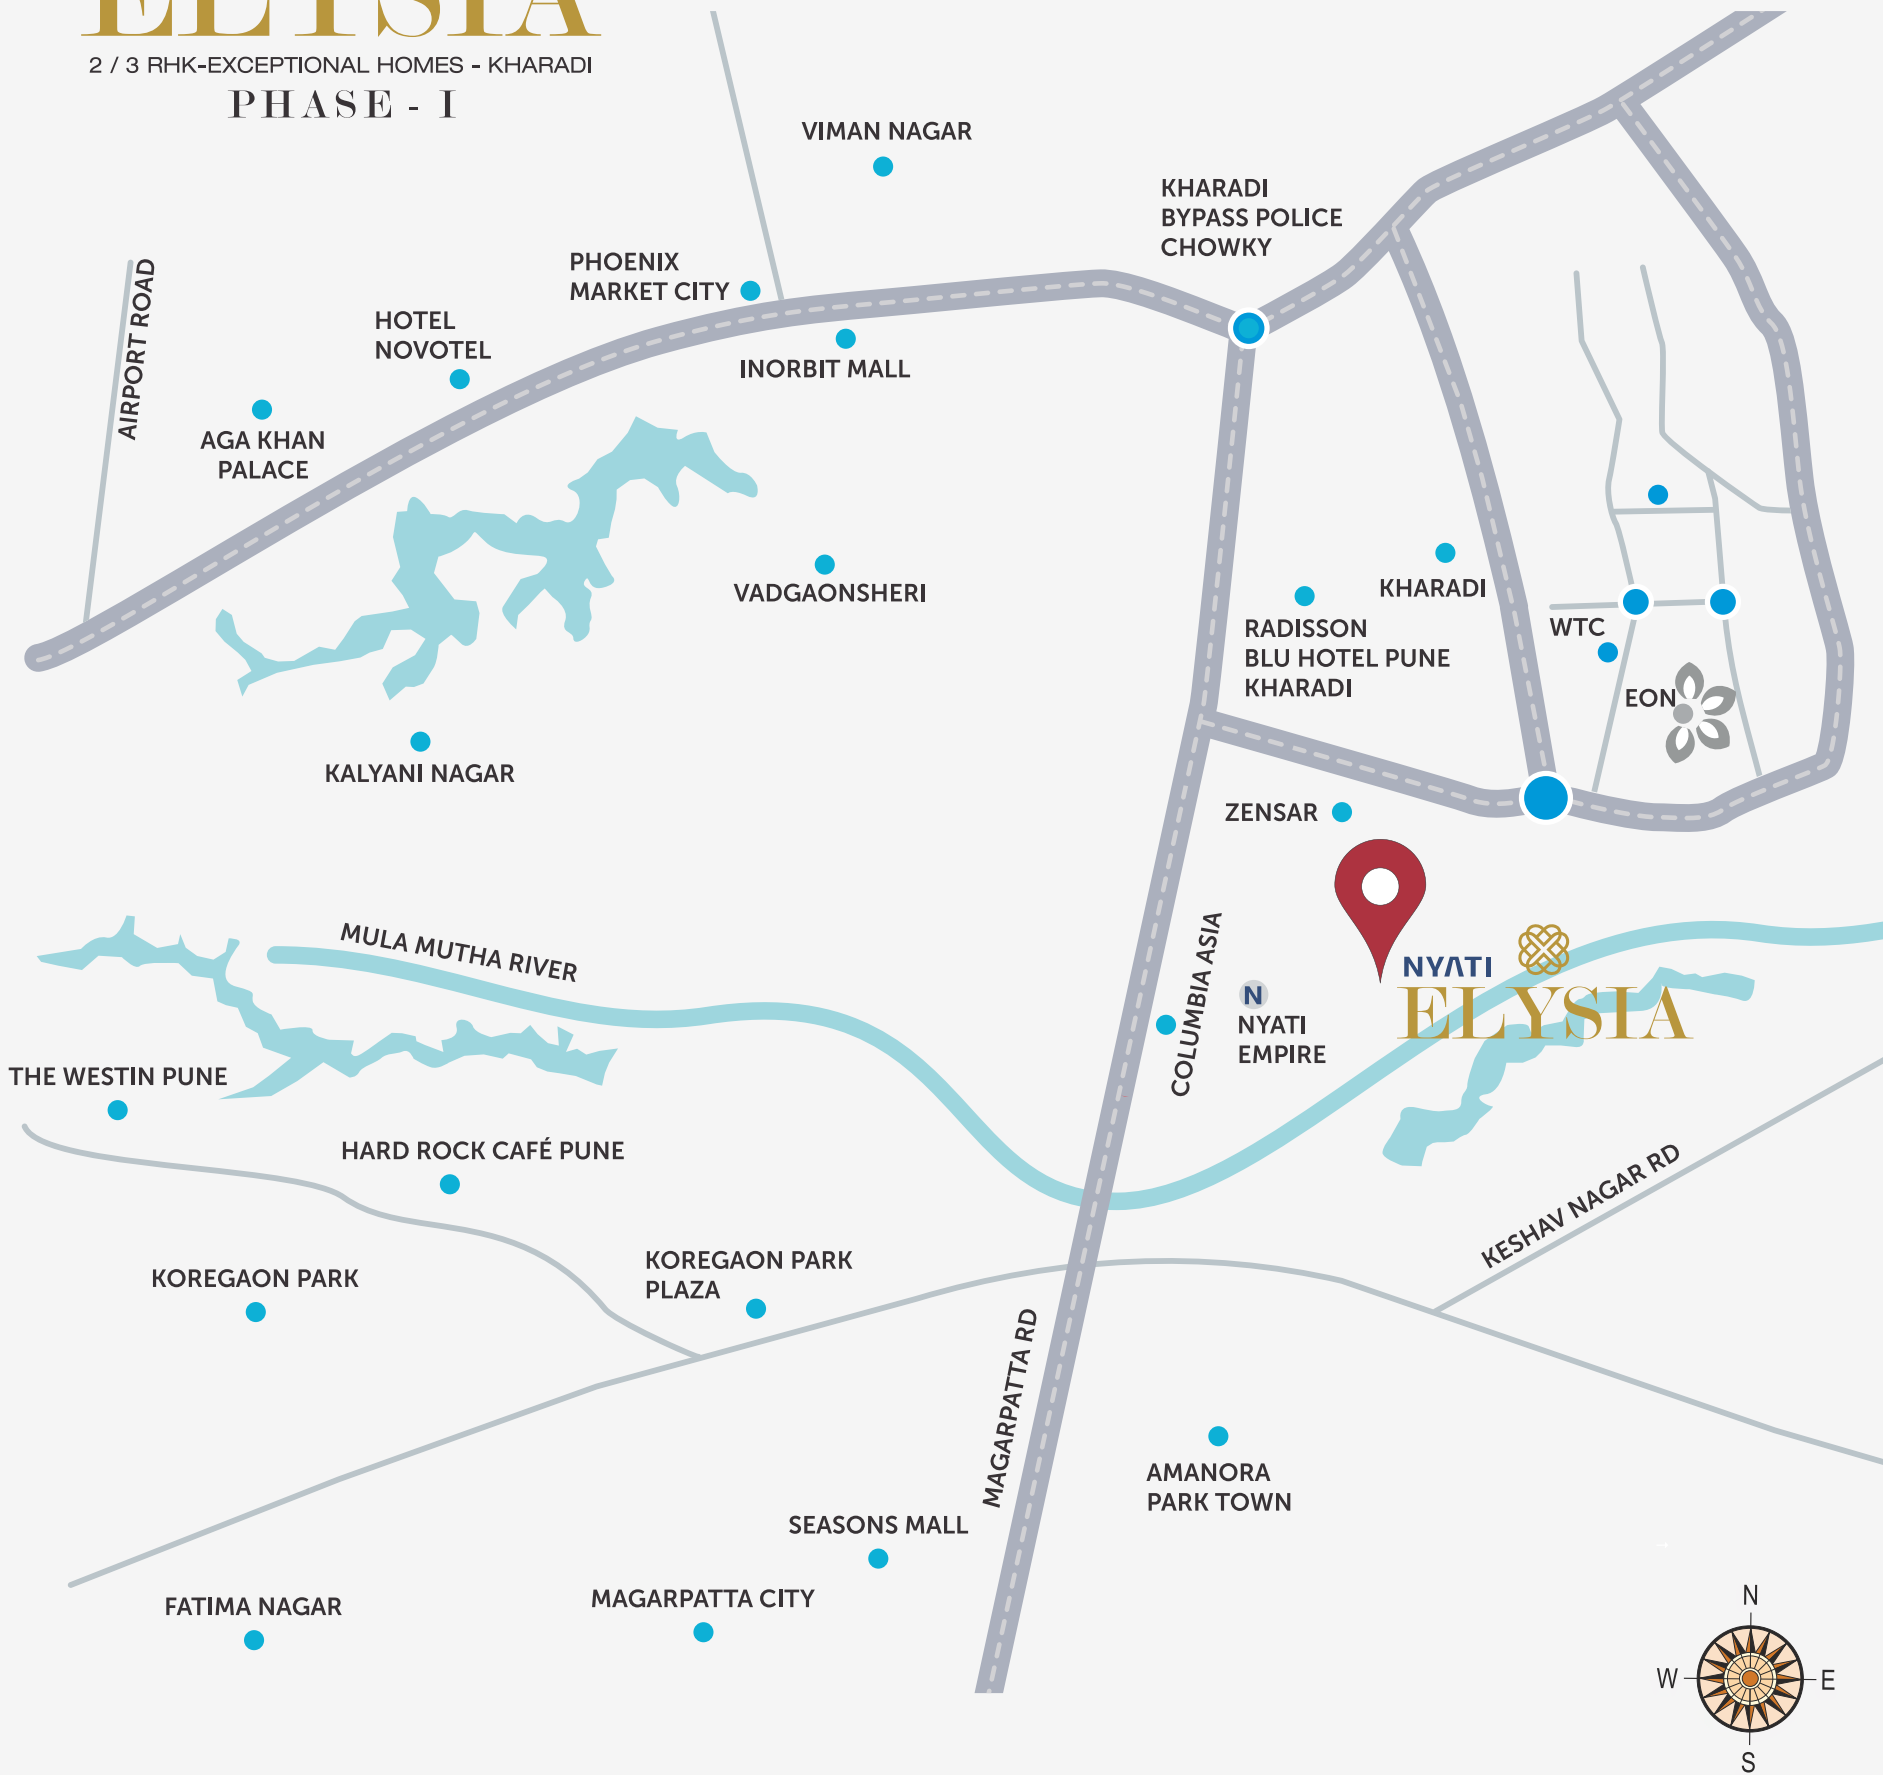 ELYSIA
2 / 3 RHK-EXCEPTIONAL HOMES - KHARADI
PHASE - I
VIMAN NAGAR
KHARADI
BYPASS POLICE
CHOWKY
PHOENIX
MARKET CITY
AIRPORT ROAD
HOTEL
NOVOTEL
INORBIT MALL
AGA KHAN
PALACE
VADGAONSHERI
KHARADI
RADISSON
BLU HOTEL PUNE
KHARADI
WTC
EON
KALYANI NAGAR
ZENSAR
MULA MUTHA RIVER
COLUMBIA ASIA
NYATI
ELYSIA
N
NYATI
EMPIRE
THE WESTIN PUNE
HARD ROCK CAFÉ PUNE
KESHAV NAGAR RD
KOREGAON PARK
KOREGAON PARK
PLAZA
MAGARPATTA RD
AMANORA
PARK TOWN
SEASONS MALL
MAGARPATTA CITY
FATIMA NAGAR
N
W
E
S